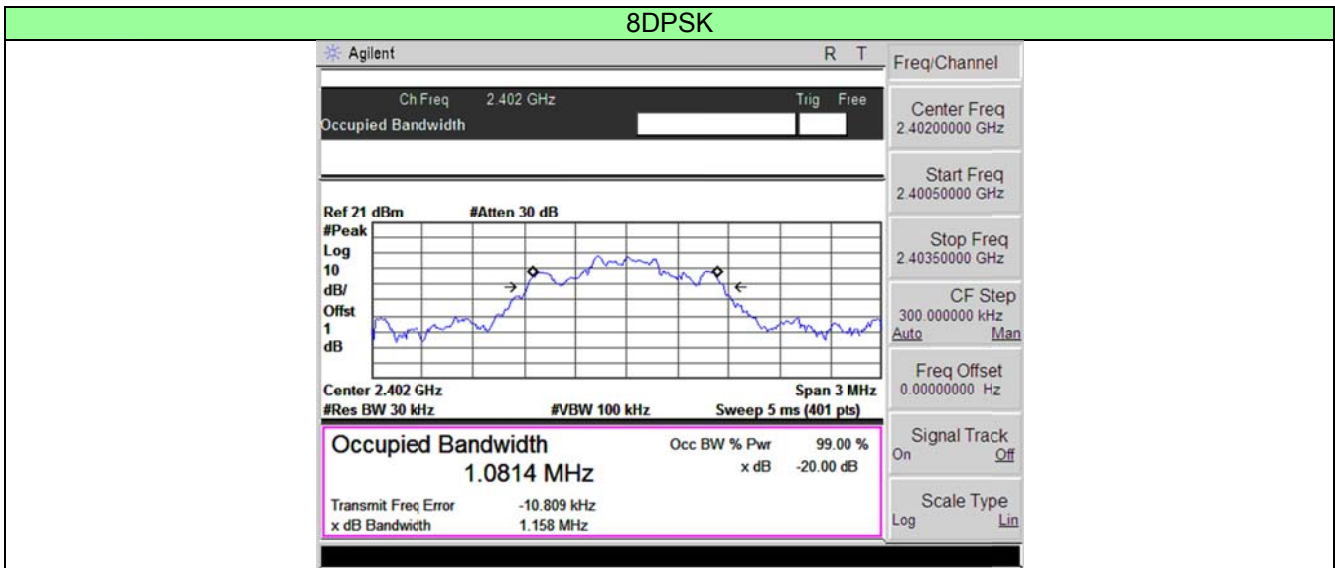 8DPSK
Agilent R T
Ch Freq 2.402 GHz Trig Free
Occupied Bandwidth
Ref 21 dBm #Atten 30 dB
#Peak
Log
10
dB/
Offst
1
dB
Center 2.402 GHz Span 3 MHz
#Res BW 30 kHz #VBW 100 kHz Sweep 5 ms (401 pts)
Occupied Bandwidth Occ BW % Pwr 99.00 %
1.0814 MHz x dB -20.00 dB
Transmit Freq Error -10.809 kHz
x dB Bandwidth 1.158 MHz
Freq/Channel
Center Freq
2.40200000 GHz
Start Freq
2.40050000 GHz
Stop Freq
2.40350000 GHz
CF Step
300.000000 kHz
Auto Man
Freq Offset
0.00000000 Hz
Signal Track
On Off
Scale Type
Log Lin